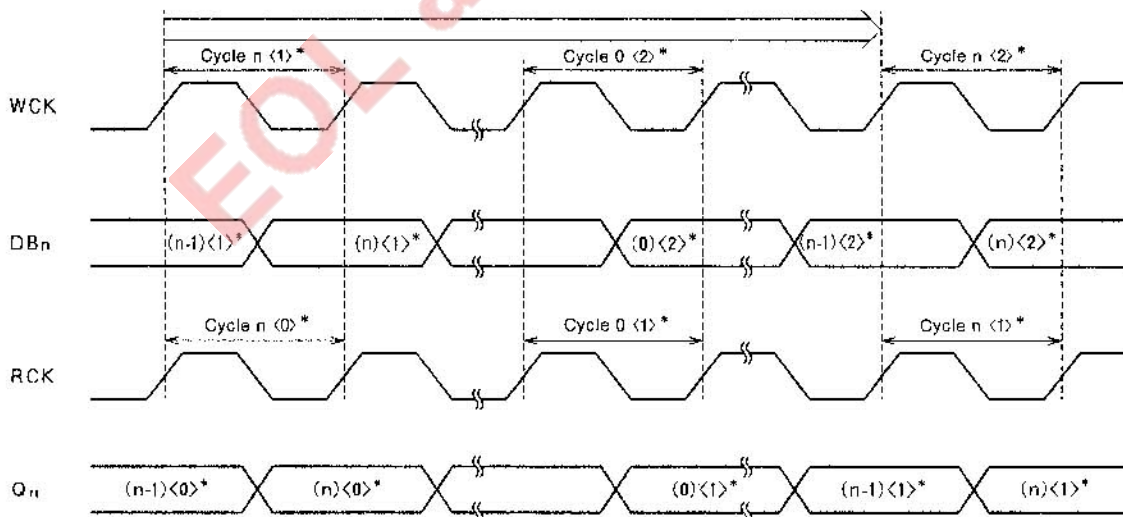 Cycle n <1>* Cycle 0 <2>* Cycle n <2>*
WCK
DBn (n-1)<1>* (n)<1>* (0)<2>* (n-1)<2>* (n)<2>*
Cycle n <0>* Cycle 0 <1>* Cycle n <1>*
RCK
Qn (n-1)<0>* (n)<0>* (0)<1>* (n-1)<1>* (n)<1>*
EOL a